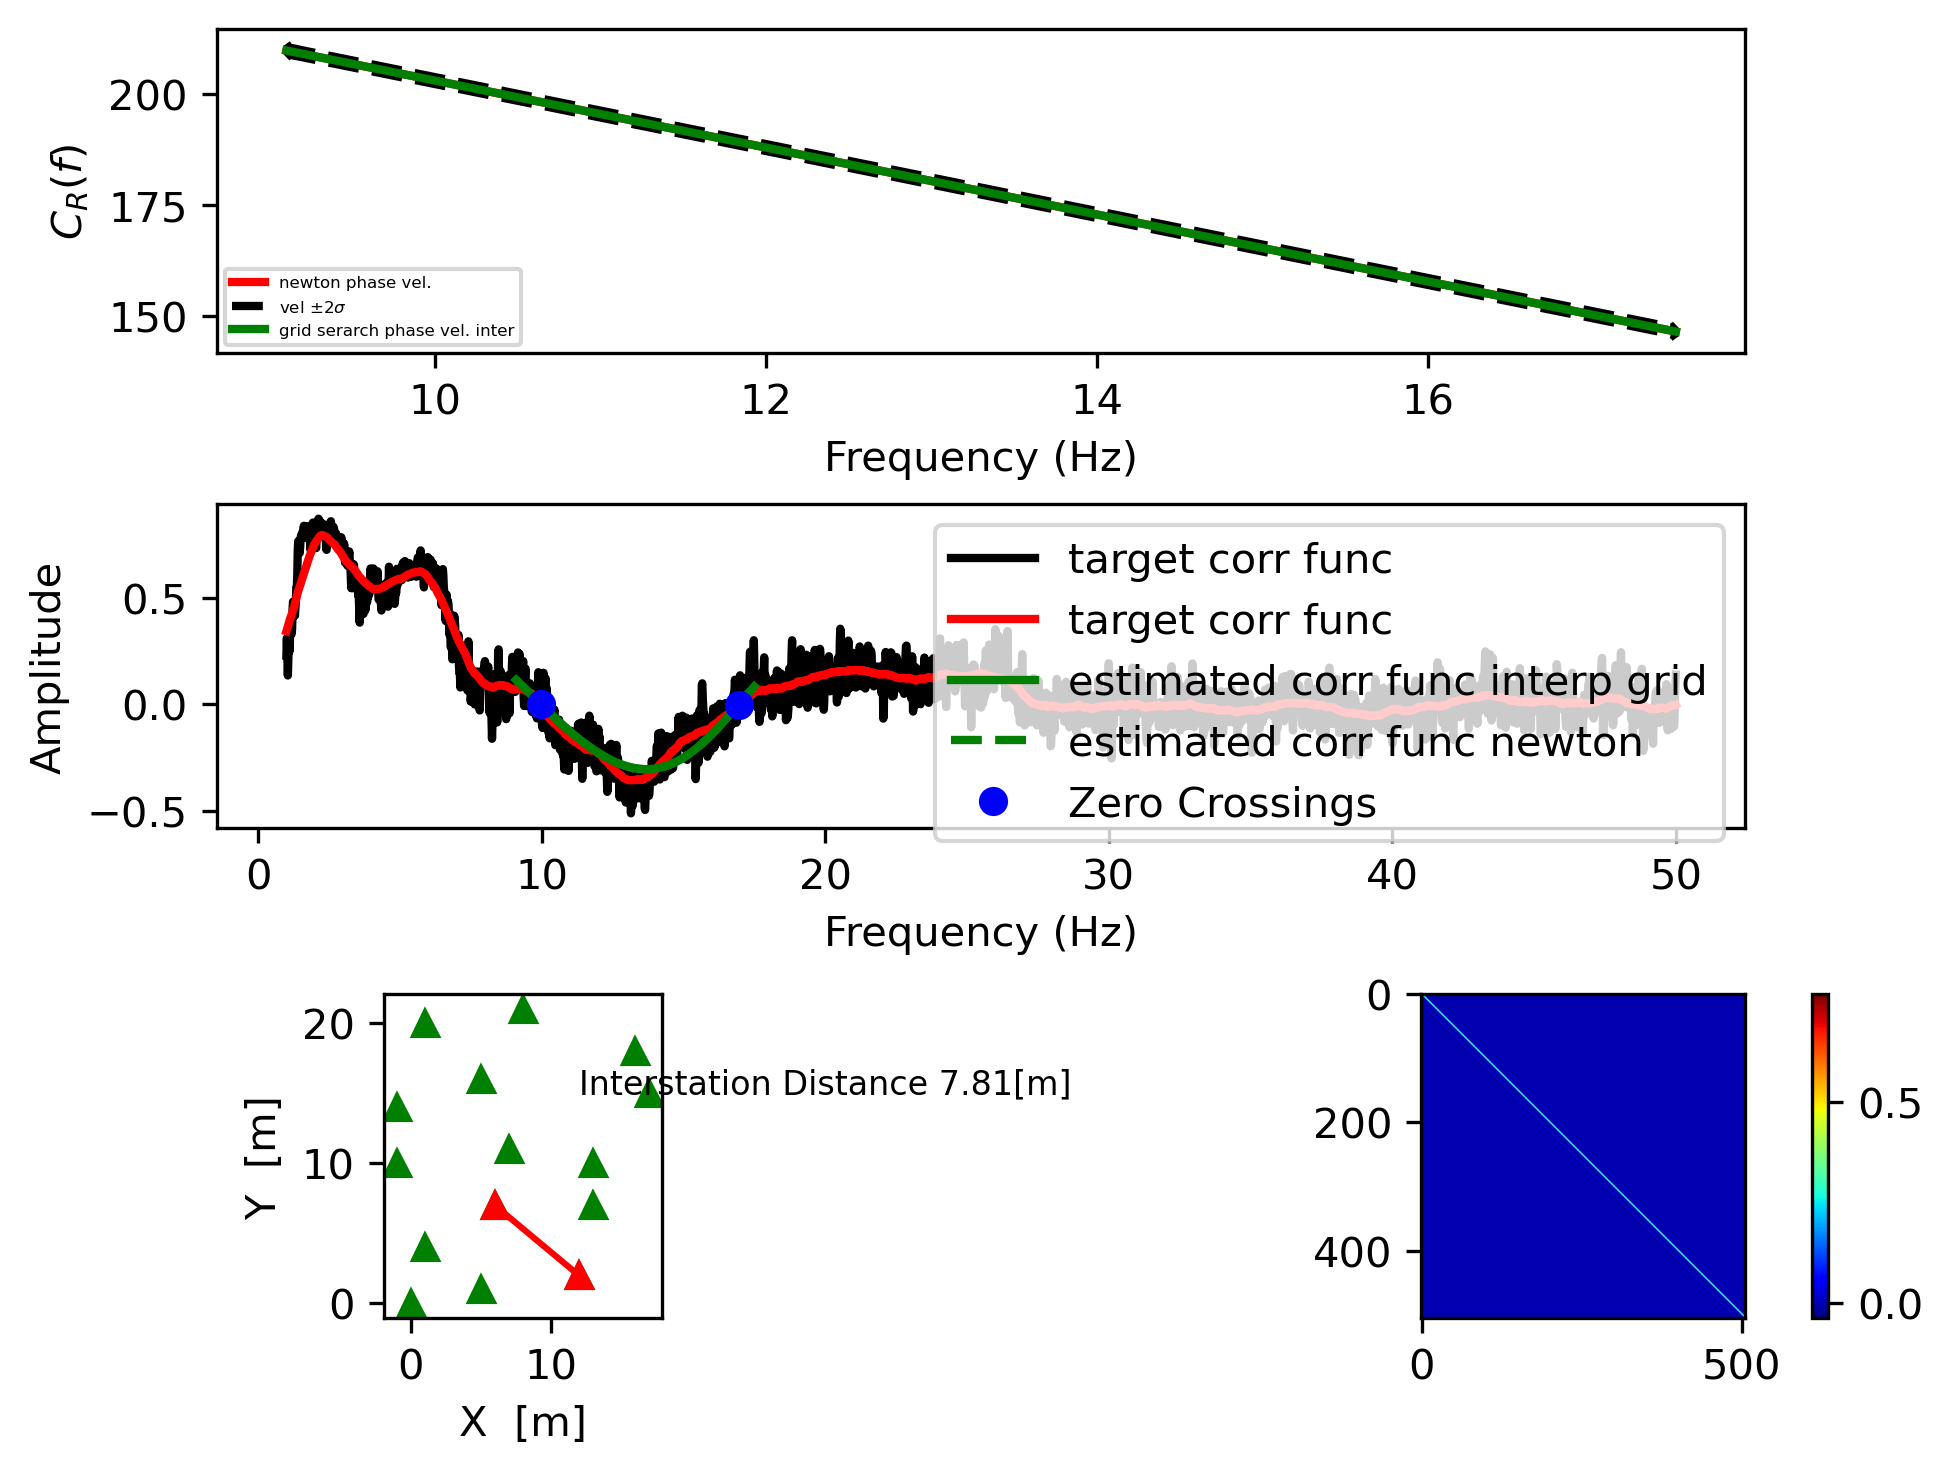 200
175
150
C_R(f)
newton phase vel.
vel ±2σ
grid serarch phase vel. inter
10 12 14 16
Frequency (Hz)
0.5
0.0
−0.5
Amplitude
target corr func
target corr func
estimated corr func interp grid
estimated corr func newton
Zero Crossings
0 10 20 30 40 50
Frequency (Hz)
20
10
0
Y [m]
Interstation Distance 7.81[m]
0 10
X [m]
0
200
400
0 500
0.5
0.0